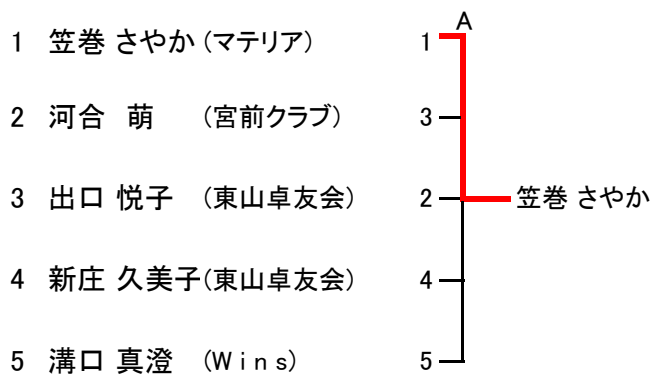 A
1 笠巻 さやか (マテリア) 1
2 河合 萌 (宮前クラブ) 3
3 出口 悦子 (東山卓友会) 2 笠巻 さやか
4 新庄 久美子(東山卓友会) 4
5 溝口 真澄 (Wins) 5